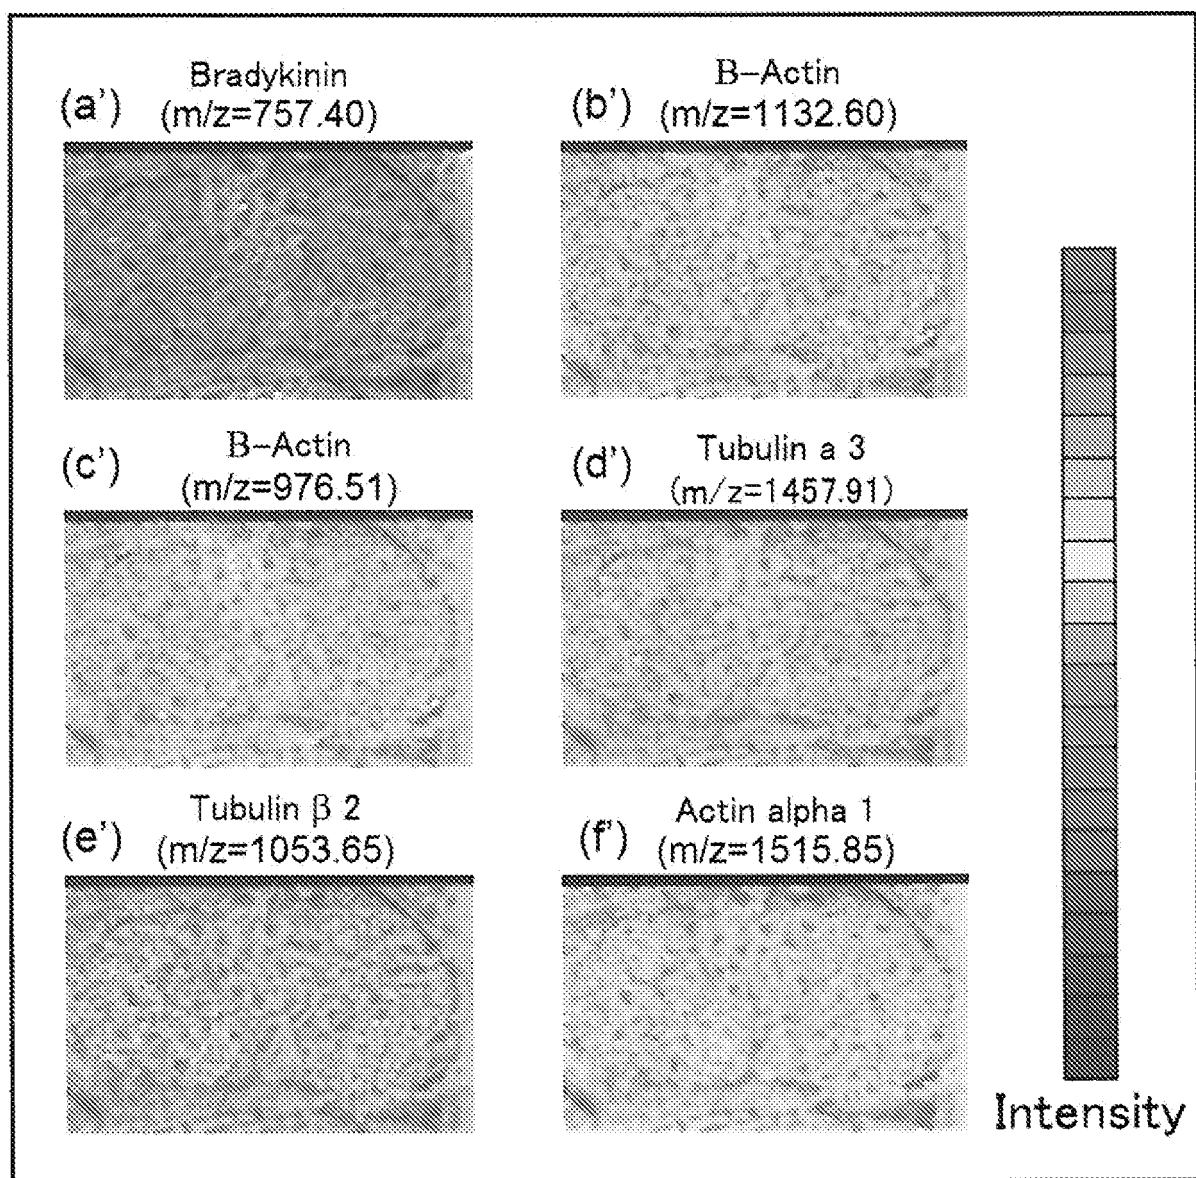 (a')
Bradykinin
(m/z=757.40)
(b')
B-Actin
(m/z=1132.60)
(c')
B-Actin
(m/z=976.51)
(d')
Tubulin a 3
(m/z=1457.91)
(e')
Tubulin β 2
(m/z=1053.65)
(f')
Actin alpha 1
(m/z=1515.85)
Intensity